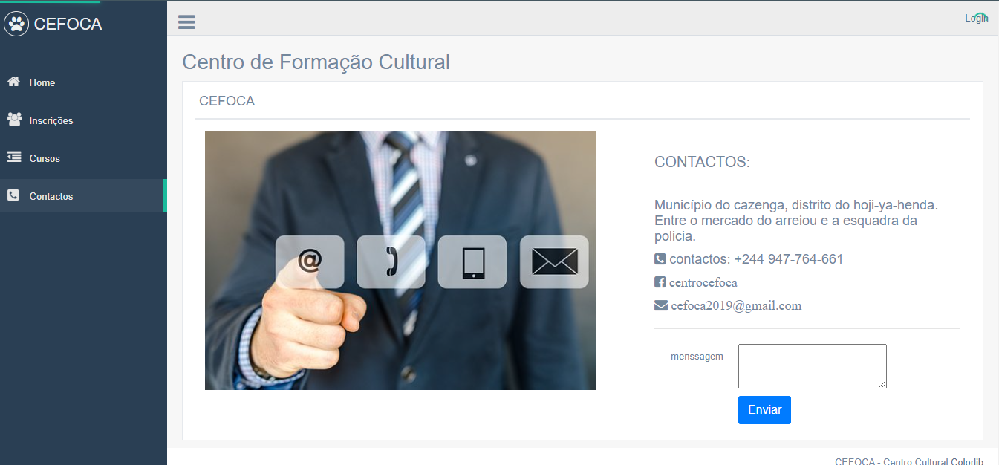 CEFOCA
Login
Home
Inscrições
Cursos
Contactos
Centro de Formação Cultural
CEFOCA
@
CONTACTOS:
Município do cazenga, distrito do hoji-ya-henda.
Entre o mercado do arreiou e a esquadra da
policia.
contactos: +244 947-764-661
centrocefoca
cefoca2019@gmail.com
menssagem
Enviar
CEFOCA - Centro Cultural Colorlib